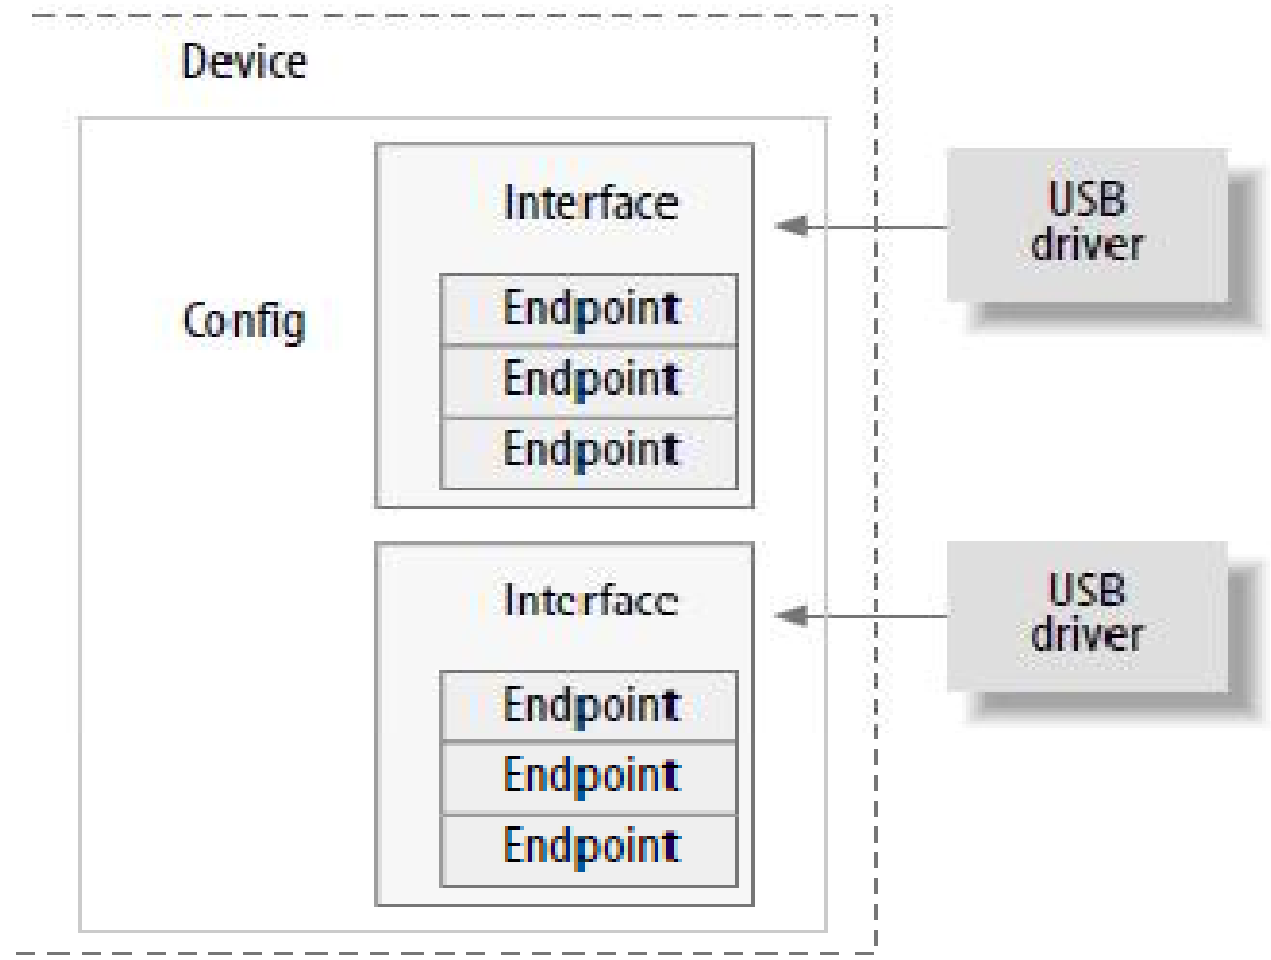 Device
Interface
USB
driver
Endpoint
Config
Endpoint
Endpoint
Interface
USB
driver
Endpoint
Endpoint
Endpoint